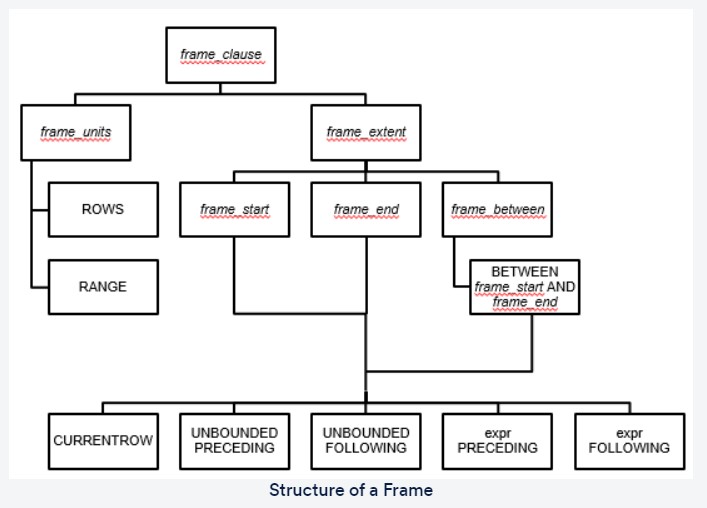 frame_clause
frame_units
frame_extent
ROWS
frame_start
frame_end
frame_between
RANGE
BETWEEN
frame_start AND
frame_end
CURRENTROW
UNBOUNDED
PRECEDING
UNBOUNDED
FOLLOWING
expr
PRECEDING
expr
FOLLOWING
Structure of a Frame